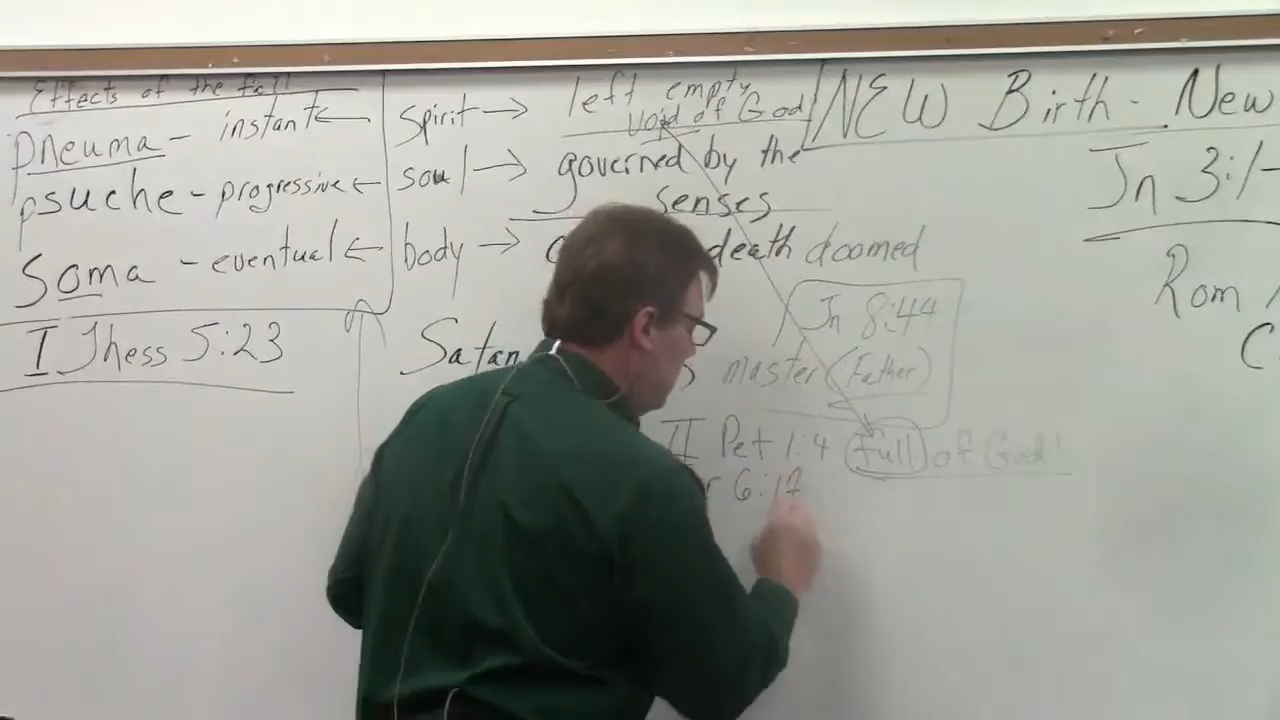 Effects of the fall
pneuma - instant ← spirit → left empty, void of God
psuche - progressive ← soul → governed by the senses
Soma - eventual ← body → death doomed
I Thess 5:23
Satan
master (Father)
Jn 8:44
II Pet 1:4 full of God!
6:17
NEW Birth - New
Jn 3:1-
Rom